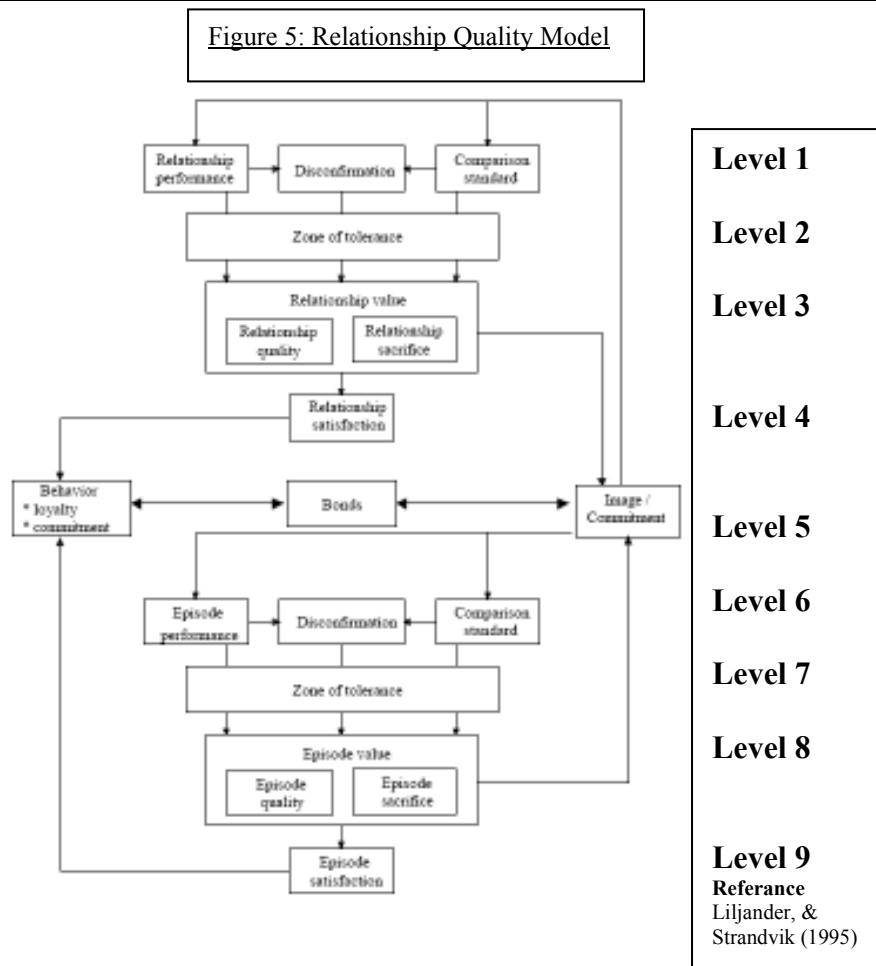 Figure 5: Relationship Quality Model
Relationship
performance
Disconfirmation
Comparison
standard
Level 1
Zone of tolerance
Level 2
Relationship value
Relationship
quality
Relationship
sacrifice
Level 3
Relationship
satisfaction
Level 4
Behavior
* loyalty
* commitment
Bonds
Image /
Commitment
Level 5
Episode
performance
Disconfirmation
Comparison
standard
Level 6
Zone of tolerance
Level 7
Episode value
Episode
quality
Episode
sacrifice
Level 8
Episode
satisfaction
Level 9
Referance
Liljander, &
Strandvik (1995)